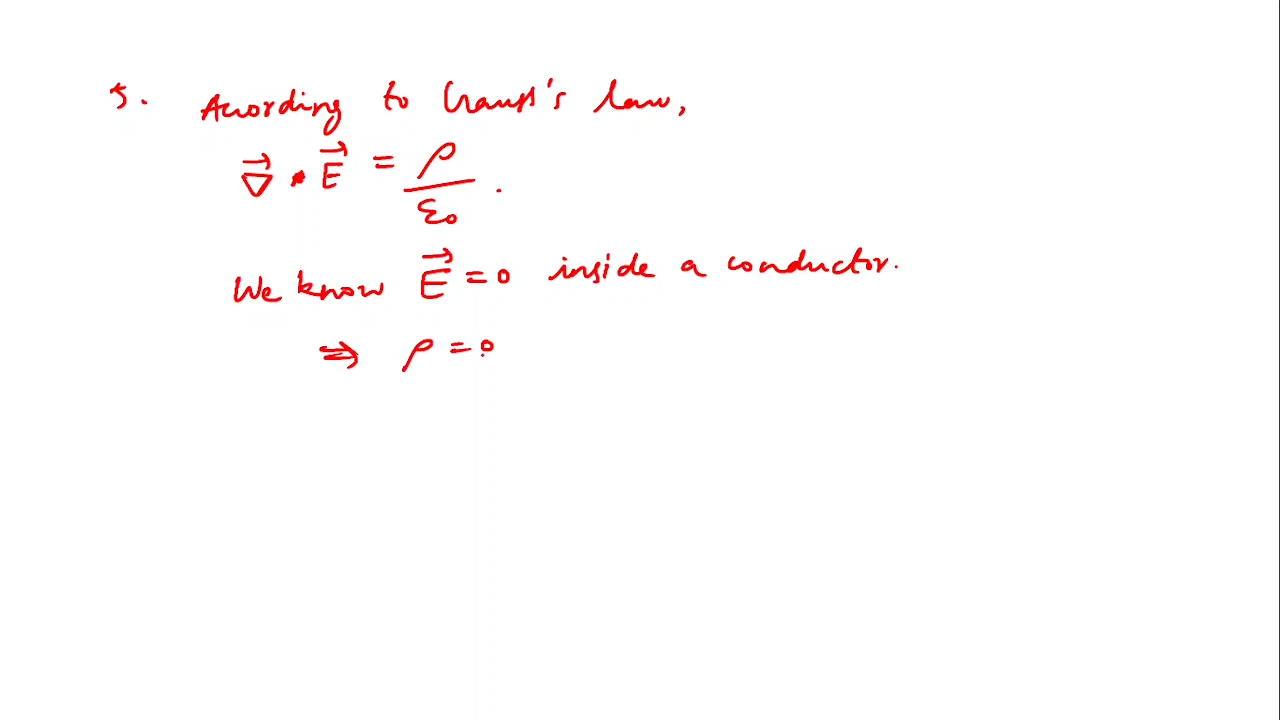 5. According to Gauss's law,
∇⃗ • E⃗ = ρ / ε₀ .
We know E⃗ = 0 inside a conductor.
⇒ ρ = 0